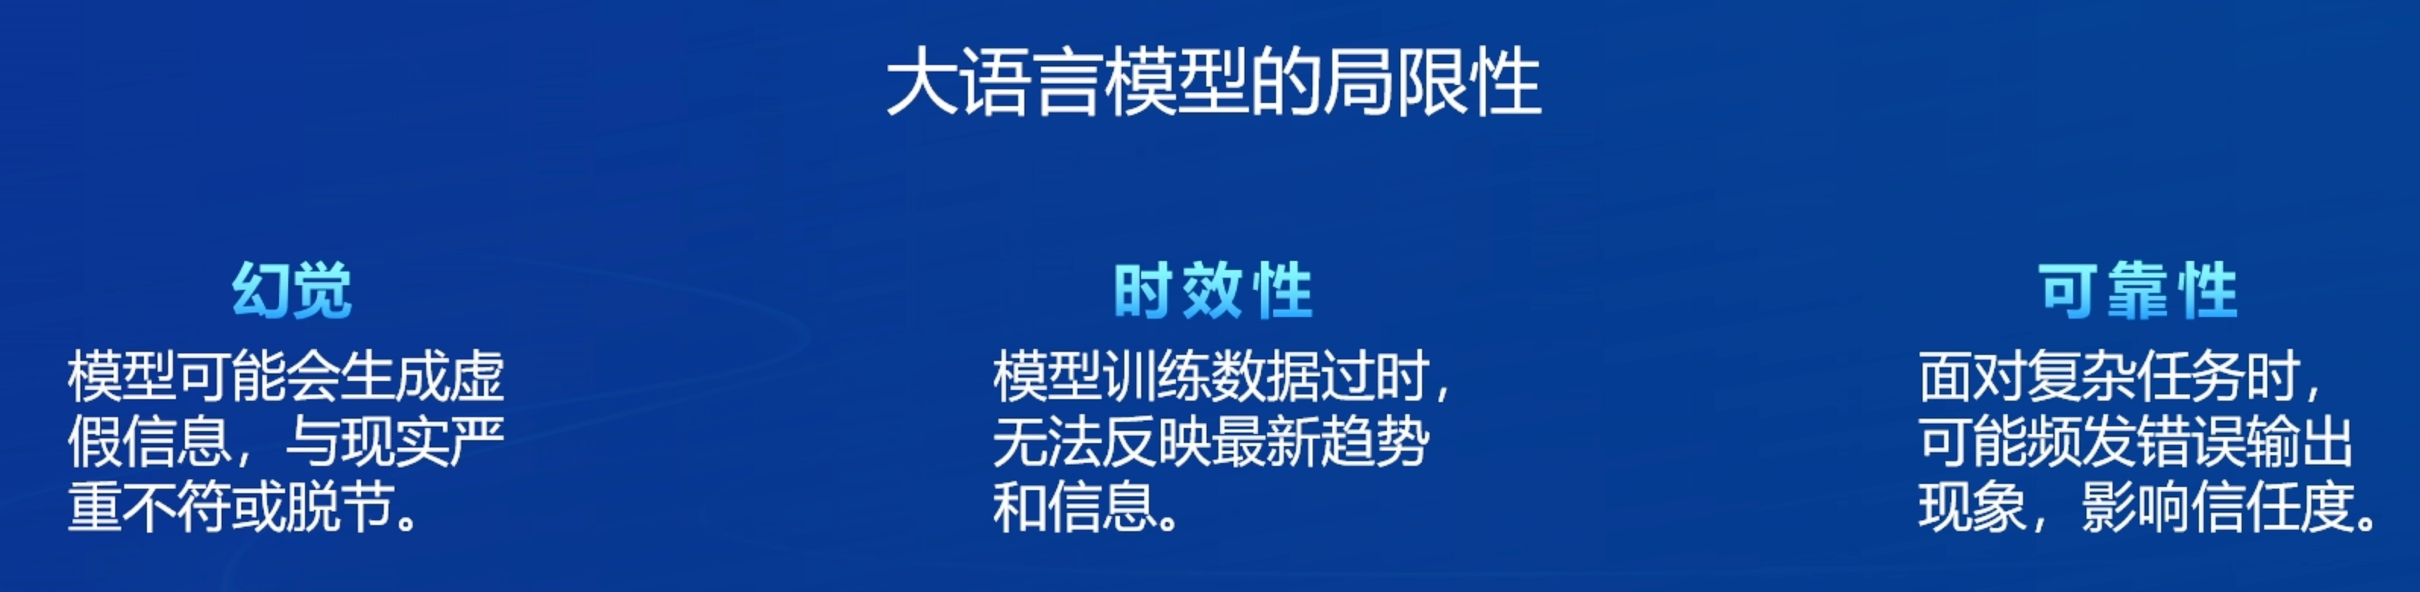 大语言模型的局限性
幻觉
模型可能会生成虚
假信息，与现实严
重不符或脱节。
时效性
模型训练数据过时，
无法反映最新趋势
和信息。
可靠性
面对复杂任务时，
可能频发错误输出
现象，影响信任度。